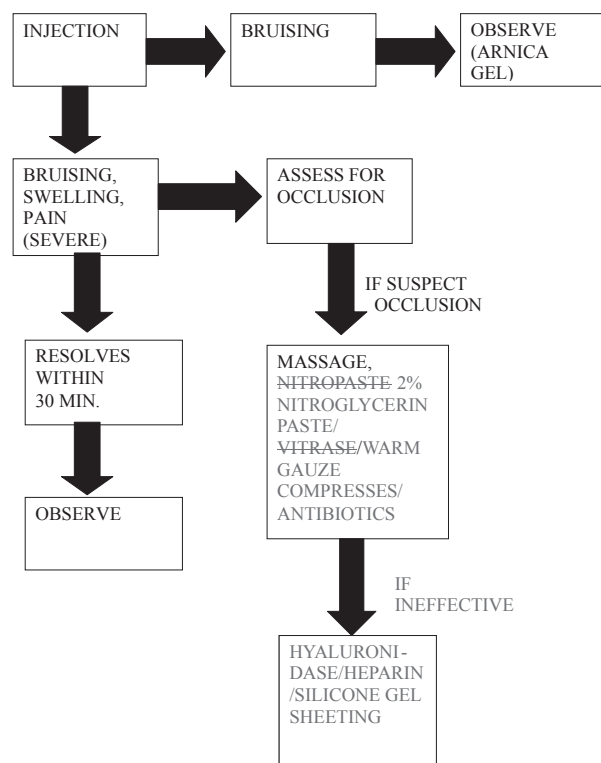 INJECTION
BRUISING
OBSERVE
(ARNICA
GEL)
BRUISING,
SWELLING,
PAIN
(SEVERE)
ASSESS FOR
OCCLUSION
IF SUSPECT
OCCLUSION
RESOLVES
WITHIN
30 MIN.
MASSAGE,
NITROPASTE 2%
NITROGLYCERIN
PASTE/
VITRASE/WARM
GAUZE
COMPRESSES/
ANTIBIOTICS
OBSERVE
IF
INEFFECTIVE
HYALURONI-
DASE/HEPARIN
/SILICONE GEL
SHEETING